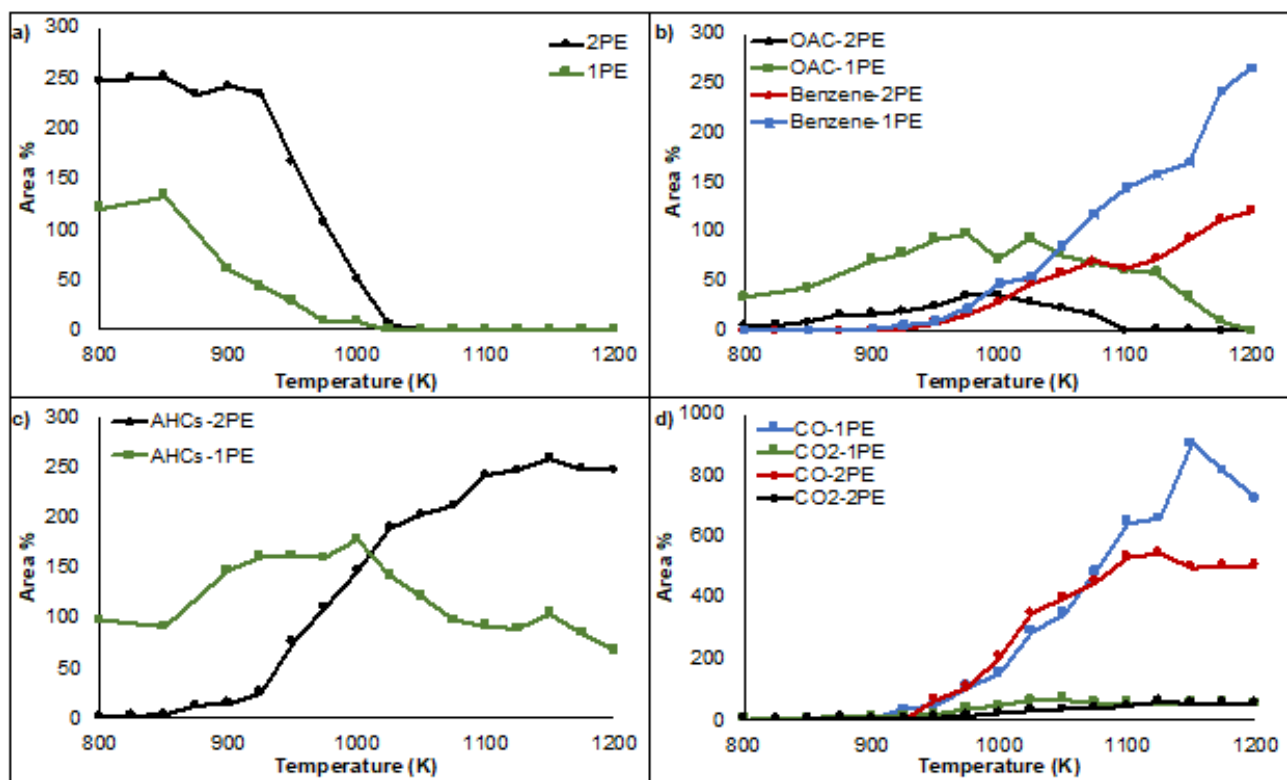 a)
300
250
200
150
100
50
0
Area %
2PE
1PE
800 900 1000 1100 1200
Temperature (K)
b)
300
250
200
150
100
50
0
Area %
OAC-2PE
OAC-1PE
Benzene-2PE
Benzene-1PE
800 900 1000 1100 1200
Temperature (K)
c)
300
250
200
150
100
50
0
Area %
AHCs-2PE
AHCs-1PE
800 900 1000 1100 1200
Temperature (K)
d)
1000
800
600
400
200
0
Area %
CO-1PE
CO2-1PE
CO-2PE
CO2-2PE
800 900 1000 1100 1200
Temperature (K)